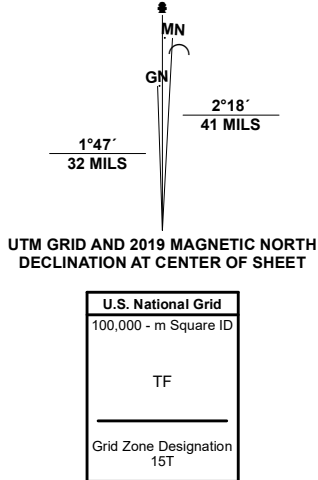 MN
GN
2°18´
41 MILS
1°47´
32 MILS
UTM GRID AND 2019 MAGNETIC NORTH
DECLINATION AT CENTER OF SHEET
U.S. National Grid
100,000 - m Square ID
TF
Grid Zone Designation
15T